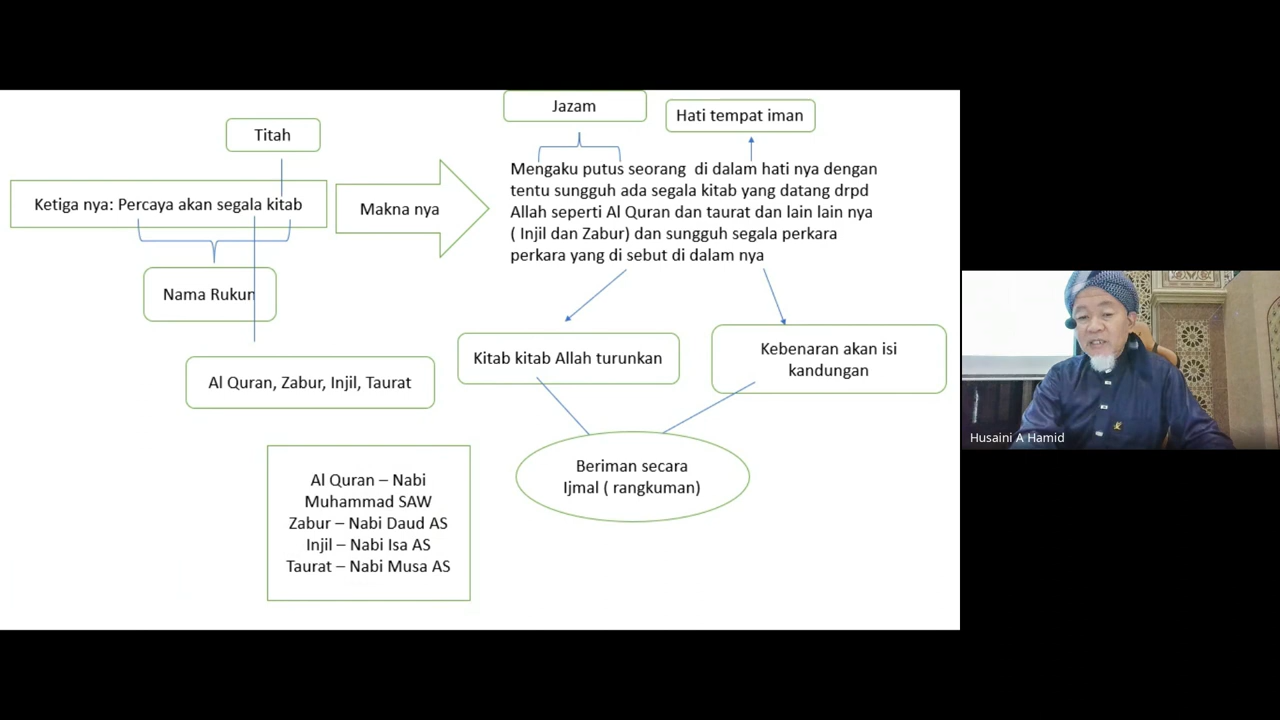 Jazam
Hati tempat iman
Titah
Ketiga nya: Percaya akan segala kitab
Makna nya
Mengaku putus seorang di dalam hati nya dengan
tentu sungguh ada segala kitab yang datang drpd
Allah seperti Al Quran dan taurat dan lain lain nya
( Injil dan Zabur) dan sungguh segala perkara
perkara yang di sebut di dalam nya
Nama Rukun
Al Quran, Zabur, Injil, Taurat
Kitab kitab Allah turunkan
Kebenaran akan isi
kandungan
Al Quran – Nabi
Muhammad SAW
Zabur – Nabi Daud AS
Injil – Nabi Isa AS
Taurat – Nabi Musa AS
Beriman secara
Ijmal ( rangkuman)
Husaini A Hamid